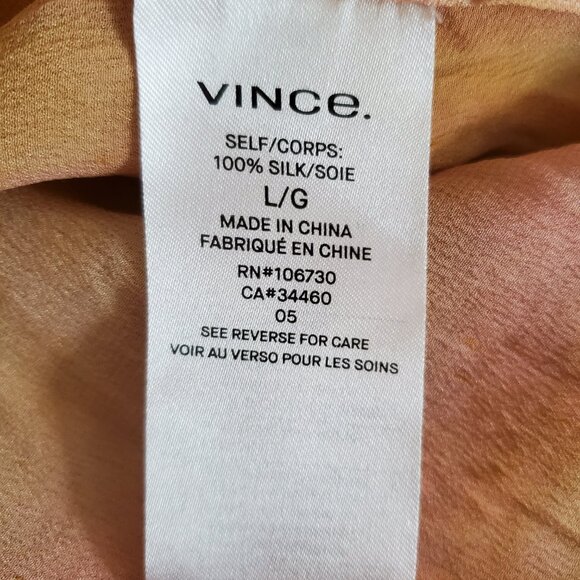 VINCe.
SELF/CORPS:
100% SILK/SOIE
L/G
MADE IN CHINA
FABRIQUÉ EN CHINE
RN#106730
CA#34460
05
SEE REVERSE FOR CARE
VOIR AU VERSO POUR LES SOINS